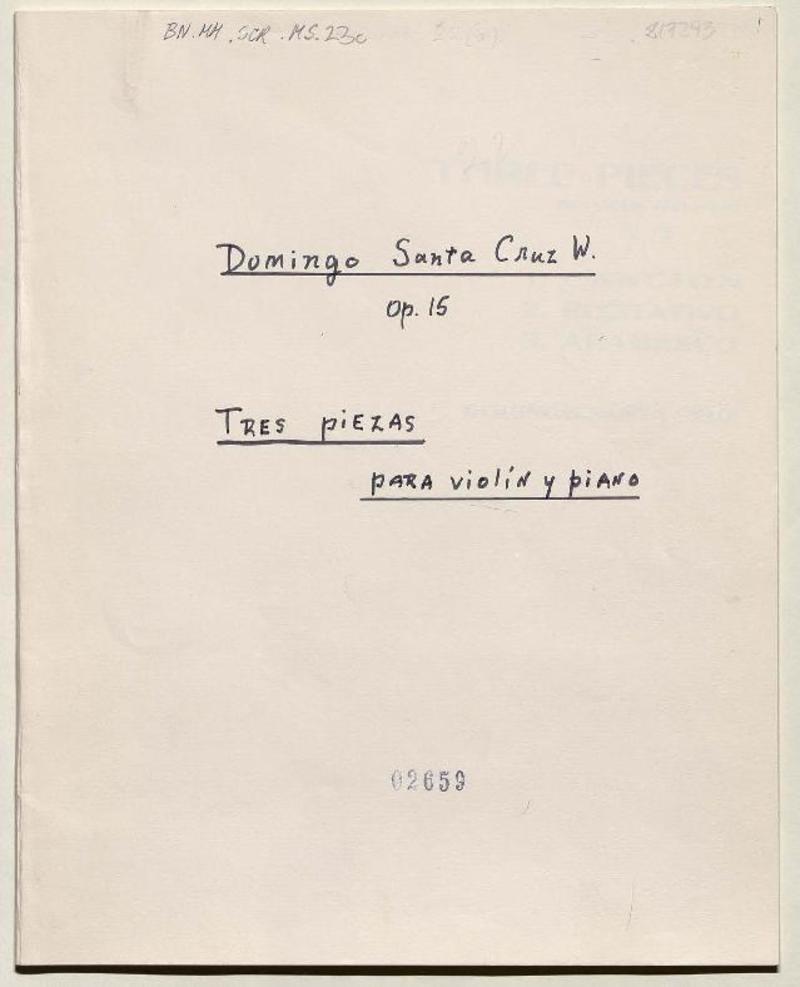 BN.MH.SCR.MS.23c
817293
Domingo Santa Cruz W.
Op. 15
TRES piEZAS
pARA violíN y piANO
02659